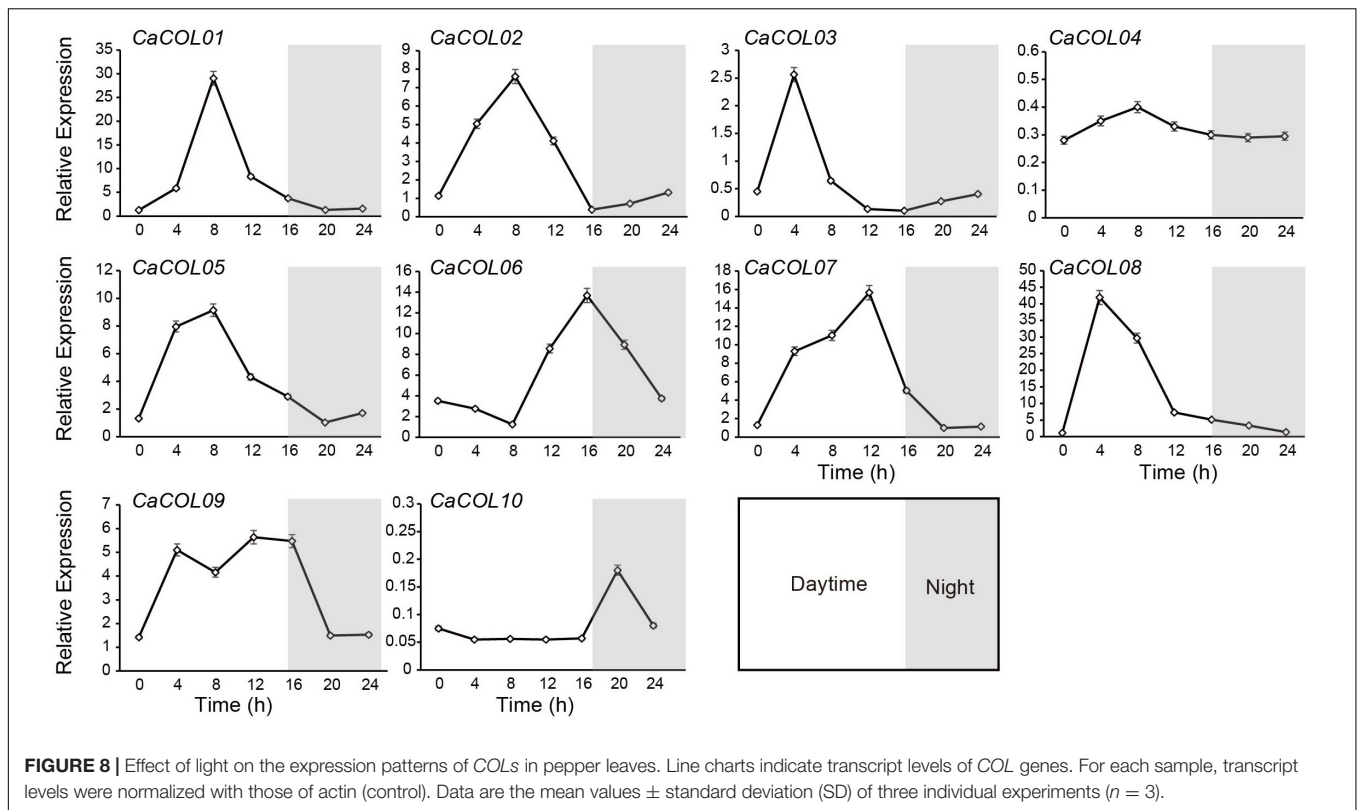 CaCOL01
CaCOL02
CaCOL03
CaCOL04
Relative Expression
35
30
25
20
15
10
5
0
0 4 8 12 16 20 24
9
8
7
6
5
4
3
2
1
0
0 4 8 12 16 20 24
3
2.5
2
1.5
1
0.5
0
0 4 8 12 16 20 24
0.6
0.5
0.4
0.3
0.2
0.1
0
0 4 8 12 16 20 24
CaCOL05
CaCOL06
CaCOL07
CaCOL08
Relative Expression
12
10
8
6
4
2
0
0 4 8 12 16 20 24
16
14
12
10
8
6
4
2
0
0 4 8 12 16 20 24
18
16
14
12
10
8
6
4
2
0
0 4 8 12 16 20 24
Time (h)
50
45
40
35
30
25
20
15
10
5
0
0 4 8 12 16 20 24
Time (h)
CaCOL09
CaCOL10
Relative Expression
7
6
5
4
3
2
1
0
0 4 8 12 16 20 24
Time (h)
0.3
0.25
0.2
0.15
0.1
0.05
0
0 4 8 12 16 20 24
Time (h)
Daytime
Night
FIGURE 8 | Effect of light on the expression patterns of COLs in pepper leaves. Line charts indicate transcript levels of COL genes. For each sample, transcript
levels were normalized with those of actin (control). Data are the mean values ± standard deviation (SD) of three individual experiments (n = 3).